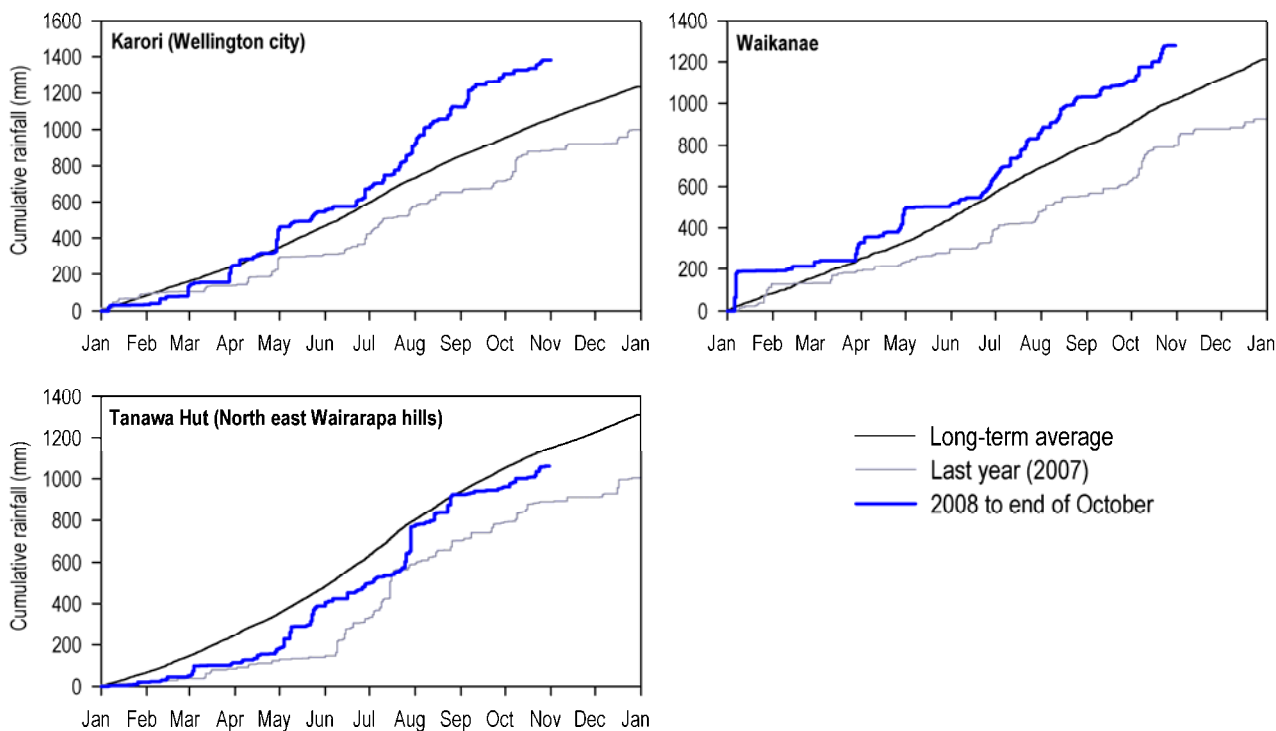 Karori (Wellington city)
Cumulative rainfall (mm)
1600
1400
1200
1000
800
600
400
200
0
Jan Feb Mar Apr May Jun Jul Aug Sep Oct Nov Dec Jan
Waikanae
1400
1200
1000
800
600
400
200
0
Jan Feb Mar Apr May Jun Jul Aug Sep Oct Nov Dec Jan
Tanawa Hut (North east Wairarapa hills)
Cumulative rainfall (mm)
1400
1200
1000
800
600
400
200
0
Jan Feb Mar Apr May Jun Jul Aug Sep Oct Nov Dec Jan
Long-term average
Last year (2007)
2008 to end of October